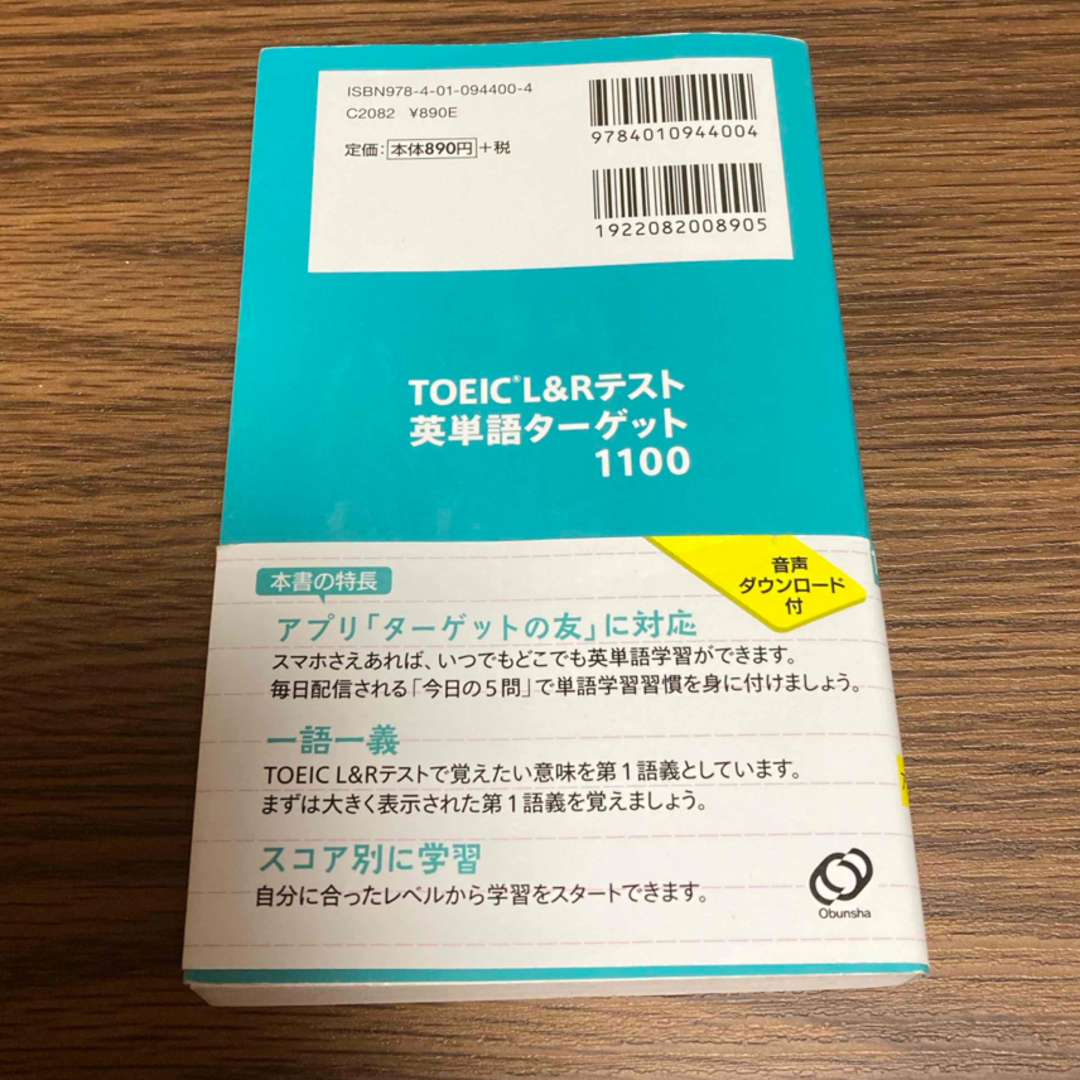 ISBN978-4-01-094400-4
C2082 ¥890E
定価:本体890円+税
9784010944004
1922082008905
TOEIC®L&Rテスト
英単語ターゲット
1100
音声
ダウンロード
付
本書の特長
アプリ「ターゲットの友」に対応
スマホさえあれば、いつでもどこでも英単語学習ができます。
毎日配信される「今日の5問」で単語学習習慣を身に付けましょう。
一語一義
TOEIC L&Rテストで覚えたい意味を第1語義としています。
まずは大きく表示された第1語義を覚えましょう。
スコア別に学習
自分に合ったレベルから学習をスタートできます。
Obunsha